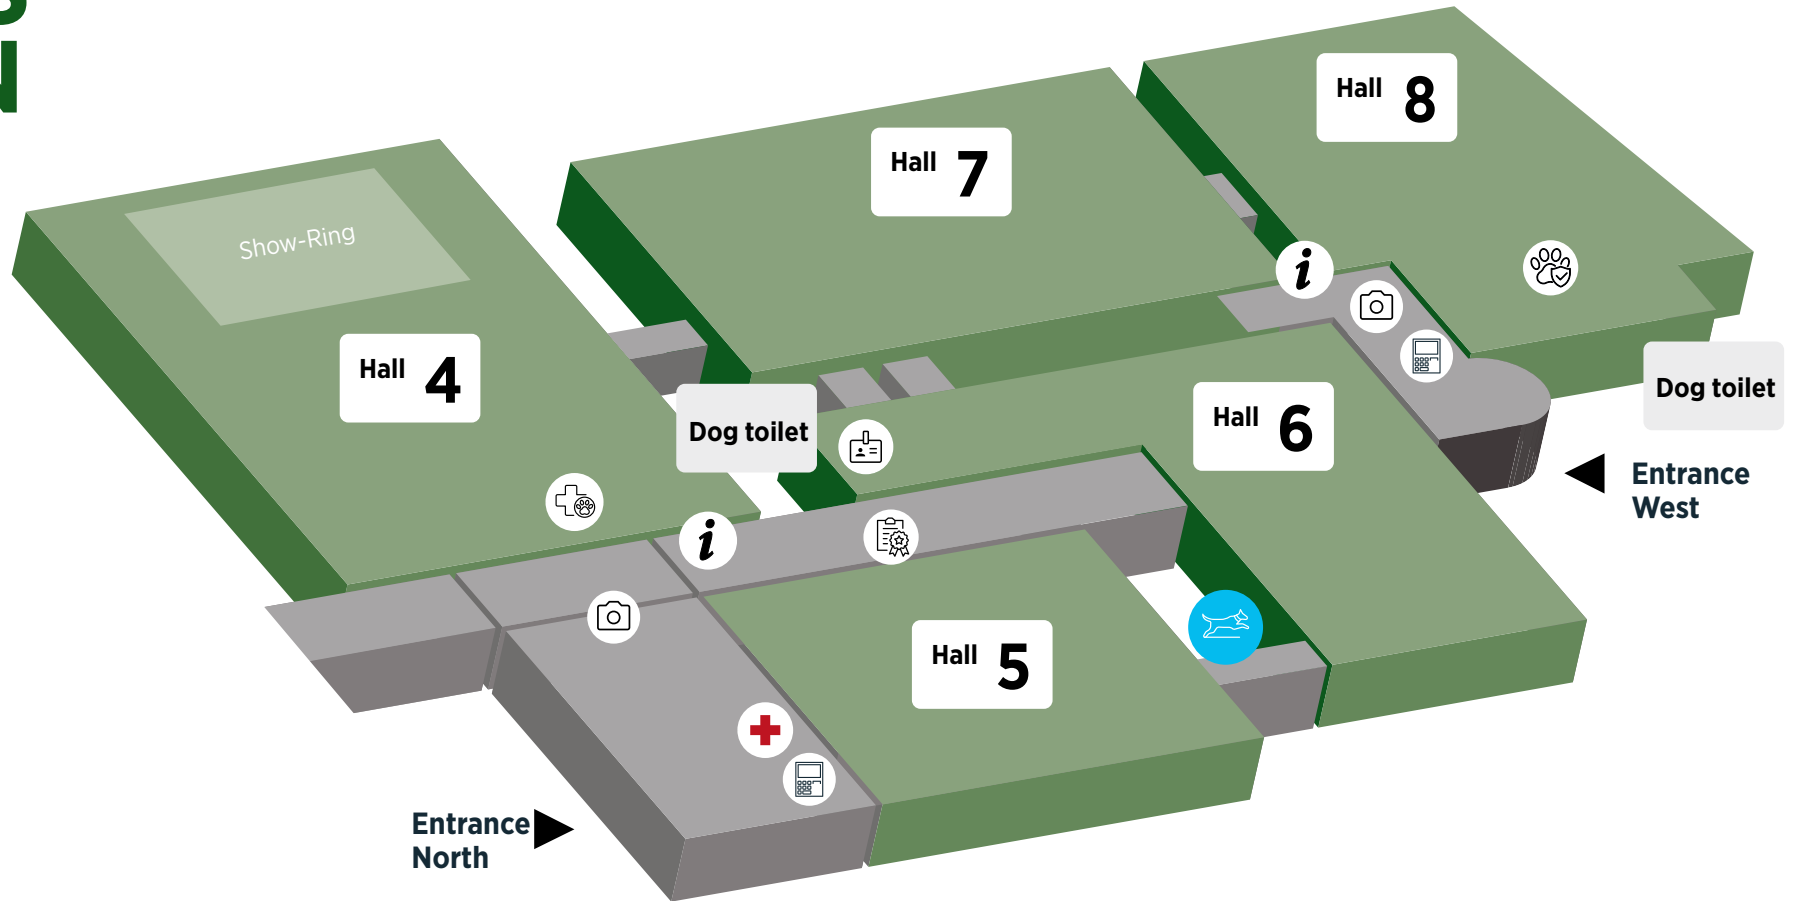 S
N
Hall 8
Hall 7
Show-Ring
Hall 4
Dog toilet
Dog toilet
Hall 6
Entrance
West
Hall 5
Entrance
North